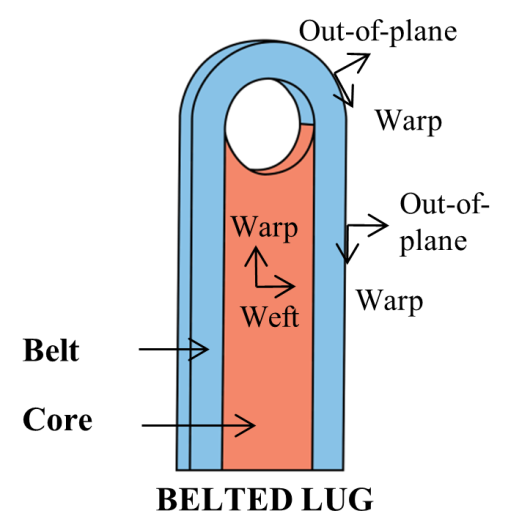 Out-of-plane
Warp
Out-of-
plane
Warp
Weft
Warp
Belt
Core
BELTED LUG